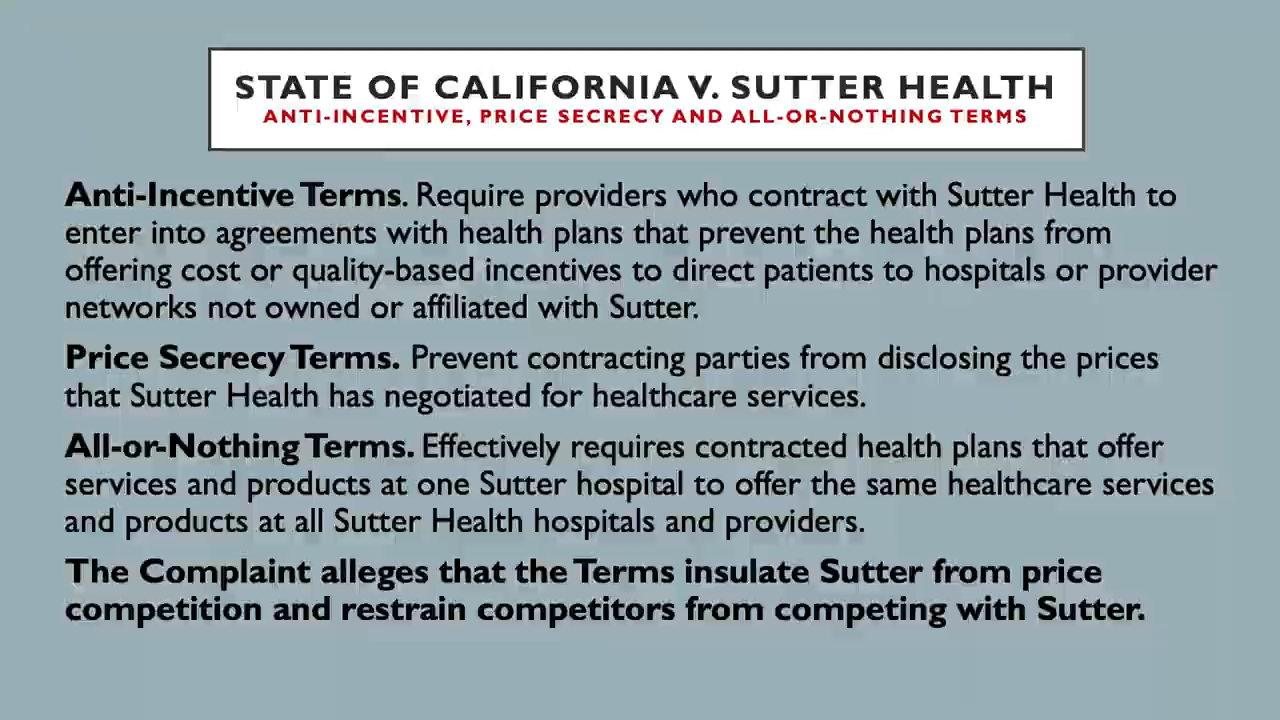 STATE OF CALIFORNIA V. SUTTER HEALTH
ANTI-INCENTIVE, PRICE SECRECY AND ALL-OR-NOTHING TERMS
Anti-Incentive Terms. Require providers who contract with Sutter Health to
enter into agreements with health plans that prevent the health plans from
offering cost or quality-based incentives to direct patients to hospitals or provider
networks not owned or affiliated with Sutter.
Price Secrecy Terms. Prevent contracting parties from disclosing the prices
that Sutter Health has negotiated for healthcare services.
All-or-Nothing Terms. Effectively requires contracted health plans that offer
services and products at one Sutter hospital to offer the same healthcare services
and products at all Sutter Health hospitals and providers.
The Complaint alleges that the Terms insulate Sutter from price
competition and restrain competitors from competing with Sutter.